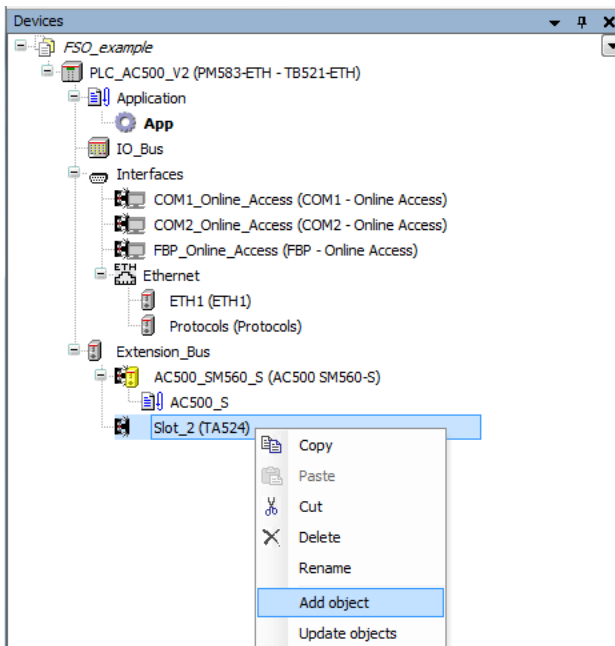 Devices
FSO_example
PLC_AC500_V2 (PM583-ETH - TB521-ETH)
Application
App
IO_Bus
Interfaces
COM1_Online_Access (COM1 - Online Access)
COM2_Online_Access (COM2 - Online Access)
FBP_Online_Access (FBP - Online Access)
ETH Ethernet
ETH1 (ETH1)
Protocols (Protocols)
Extension_Bus
AC500_SM560_S (AC500 SM560-S)
AC500_S
Slot_2 (TA524)
Copy
Paste
Cut
Delete
Rename
Add object
Update objects